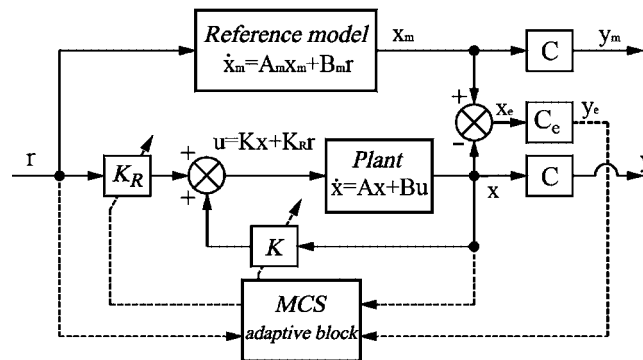 Reference model
ẋm=Amxm+Bmr
xm
C
ym
+
-
xe
Ce
ye
u=Kx+KRr
r
KR
+
+
Plant
ẋ=Ax+Bu
x
C
K
MCS
adaptive block